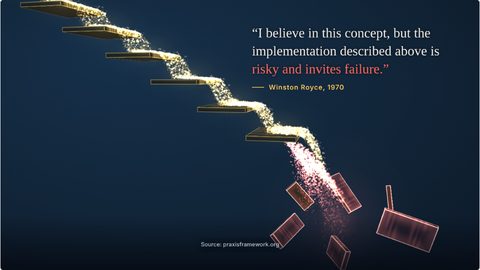 “I believe in this concept, but the
implementation described above is
risky and invites failure.”
Winston Royce, 1970
Source: praxisframework.org